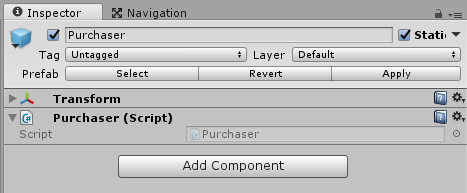 Inspector Navigation
Purchaser Static
Tag Untagged Layer Default
Prefab Select Revert Apply
Transform
Purchaser (Script)
Script Purchaser
Add Component